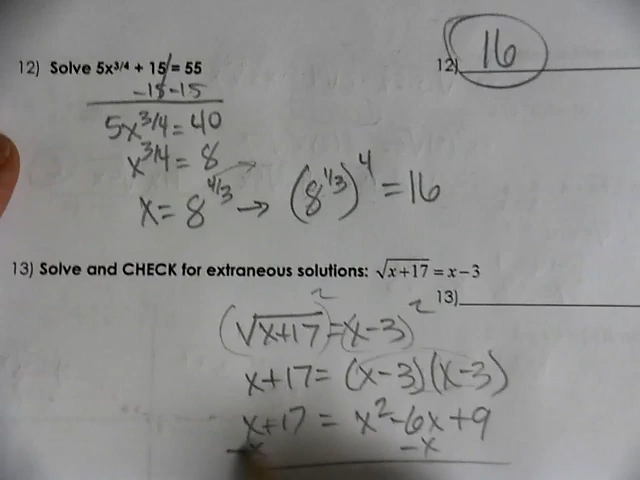 12) Solve 5x^3/4 + 15 = 55
12) 16
-15 -15
5x^3/4 = 40
x^3/4 = 8
x = 8^4/3 → (8^1/3)^4 = 16
13) Solve and CHECK for extraneous solutions: √x+17 = x−3
13)
(√x+17)^2 = (x-3)^2
x+17 = (x-3)(x-3)
x+17 = x^2-6x+9
-x -x